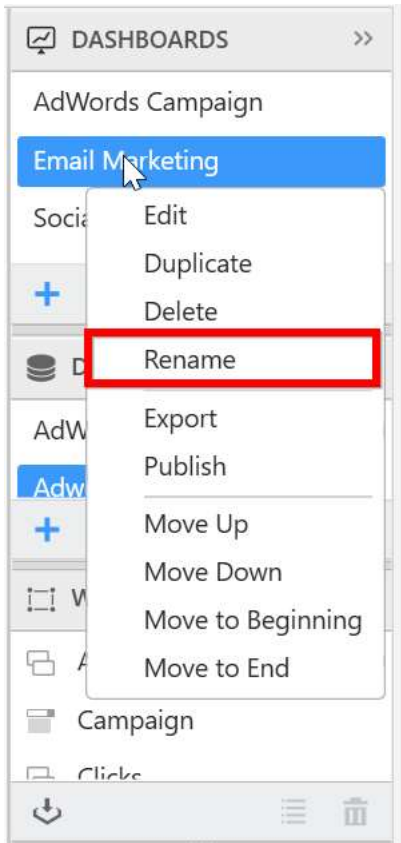 DASHBOARDS
AdWords Campaign
Email Marketing
Edit
Duplicate
Delete
Rename
Export
Publish
Move Up
Move Down
Move to Beginning
Move to End
Campaign
Clicks